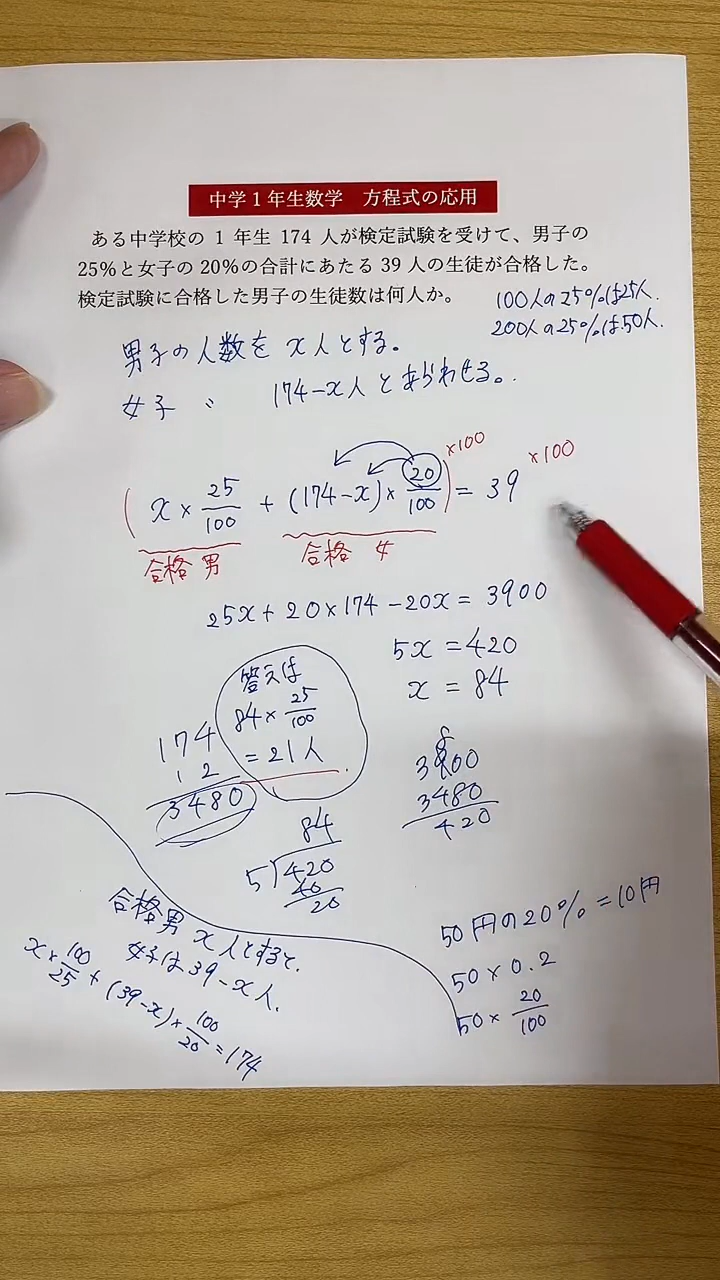 中学1年生数学　方程式の応用
ある中学校の 1 年生 174 人が検定試験を受けて、男子の
25%と女子の 20%の合計にあたる 39 人の生徒が合格した。
検定試験に合格した男子の生徒数は何人か。
100人の25%は25人.
200人の25%は50人.
男子の人数を x人とする。
女子 〃 174-x人 とあらわせる。
( x × 25/100 + (174-x) × 20/100 ) ×100 = 39 ×100
合格 男 合格 女
25x + 20×174 - 20x = 3900
5x = 420
x = 84
答えは
84 × 25/100
= 21人
174
12
3480
3900
3480
420
84
5)420
40
20
合格男 x人とすると、
女子は 39-x人.
x × 100/25 + (39-x) × 100/20 = 174
50円の20% = 10円
50 × 0.2
50 × 20/100